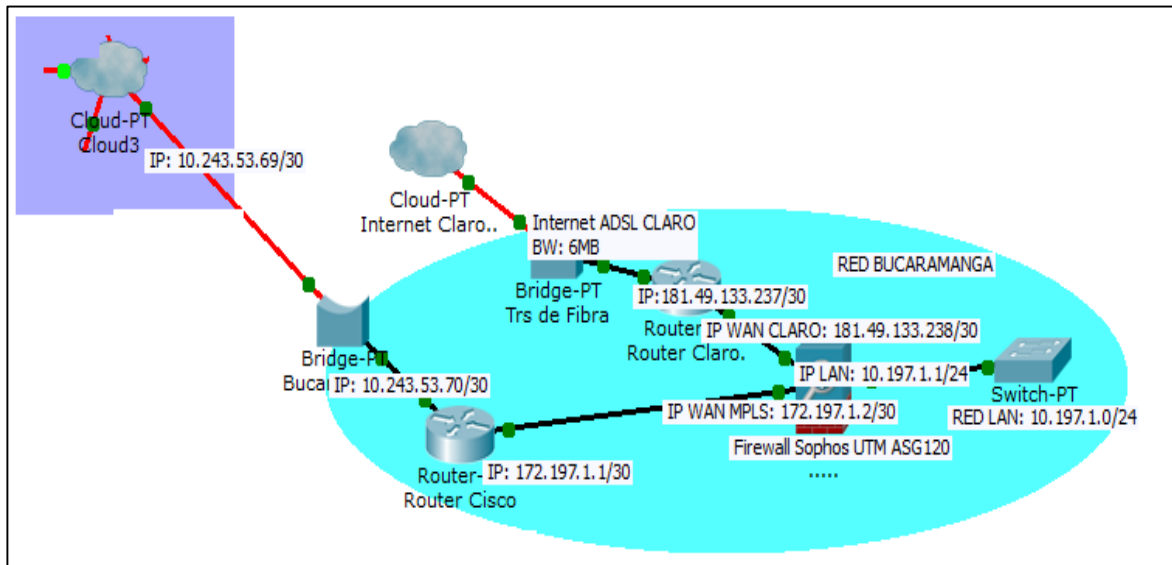 Cloud-PT
Cloud3
IP: 10.243.53.69/30
Cloud-PT
Internet Claro..
Internet ADSL CLARO
BW: 6MB
RED BUCARAMANGA
Bridge-PT
Trs de Fibra
IP:181.49.133.237/30
Router
Router Claro.
IP WAN CLARO: 181.49.133.238/30
Bridge-PT
Buca
IP: 10.243.53.70/30
IP LAN: 10.197.1.1/24
Switch-PT
RED LAN: 10.197.1.0/24
IP WAN MPLS: 172.197.1.2/30
Firewall Sophos UTM ASG120
.....
Router-
IP: 172.197.1.1/30
Router Cisco